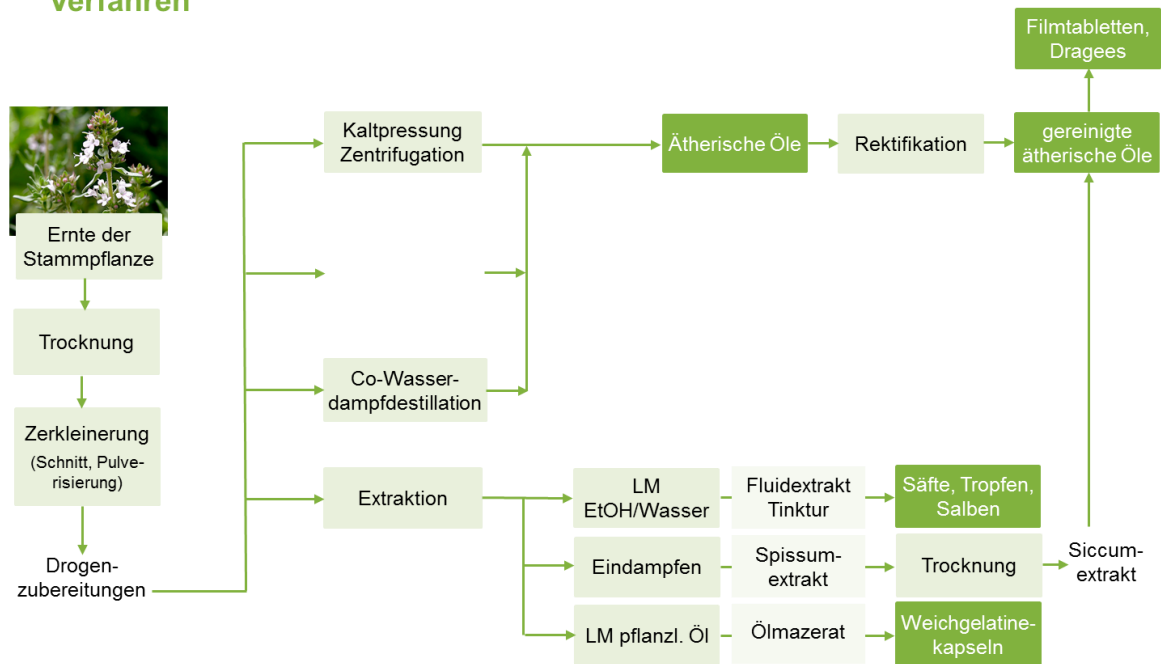 Verfahren
Filmtabletten,
Dragees
Kaltpressung
Zentrifugation
Ätherische Öle
Rektifikation
gereinigte
ätherische Öle
Ernte der
Stammpflanze
Trocknung
Co-Wasser-
dampfdestillation
Zerkleinerung
(Schnitt, Pulve-
risierung)
Extraktion
LM
EtOH/Wasser
Fluidextrakt
Tinktur
Säfte, Tropfen,
Salben
Drogen-
zubereitungen
Eindampfen
Spissum-
extrakt
Trocknung
Siccum-
extrakt
LM pflanzl. Öl
Ölmazerat
Weichgelatine-
kapseln